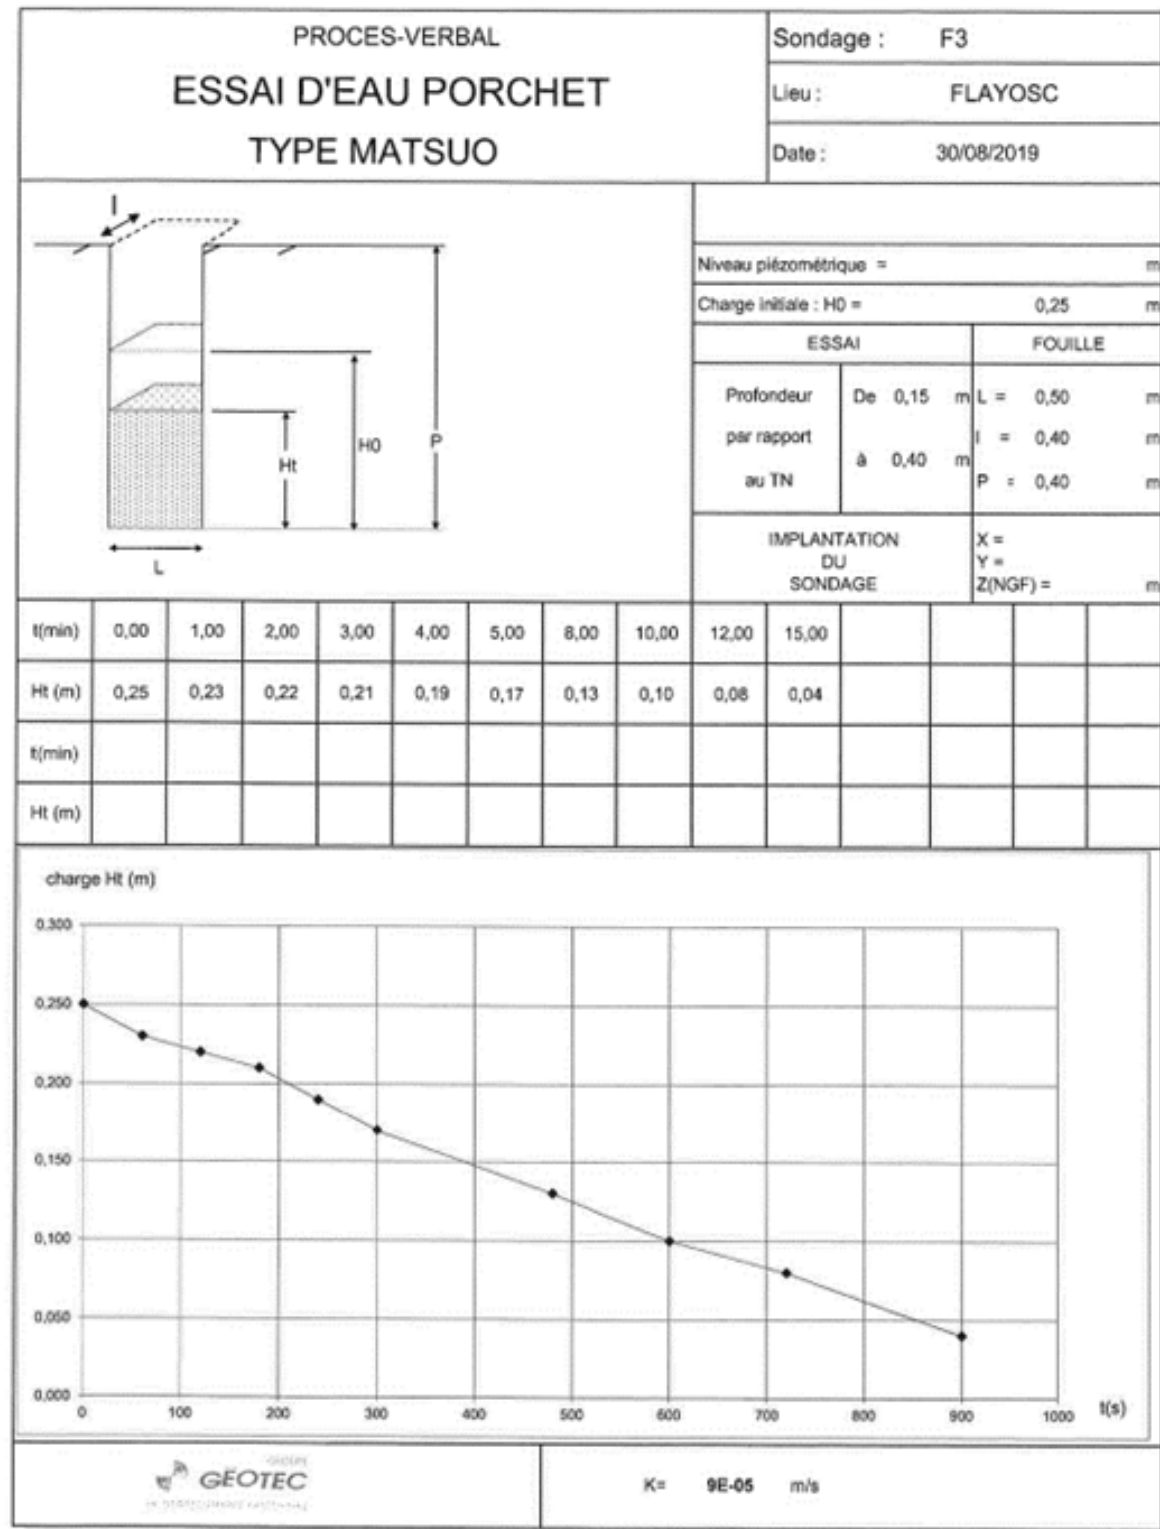 PROCES-VERBAL
ESSAI D'EAU PORCHET
TYPE MATSUO
Sondage : F3
Lieu : FLAYOSC
Date : 30/08/2019
l
H0
P
Ht
L
Niveau piézométrique = m
Charge initiale : H0 = 0,25 m
ESSAI FOUILLE
Profondeur par rapport au TN
De 0,15 m
à 0,40 m
L = 0,50 m
l = 0,40 m
P = 0,40 m
IMPLANTATION
DU
SONDAGE
X =
Y =
Z(NGF) = m
t(min) 0,00 1,00 2,00 3,00 4,00 5,00 8,00 10,00 12,00 15,00
Ht (m) 0,25 0,23 0,22 0,21 0,19 0,17 0,13 0,10 0,08 0,04
t(min)
Ht (m)
charge Ht (m)
0,300
0,250
0,200
0,150
0,100
0,050
0,000
0 100 200 300 400 500 600 700 800 900 1000 t(s)
GROUPE
GÉOTEC
K= 9E-05 m/s